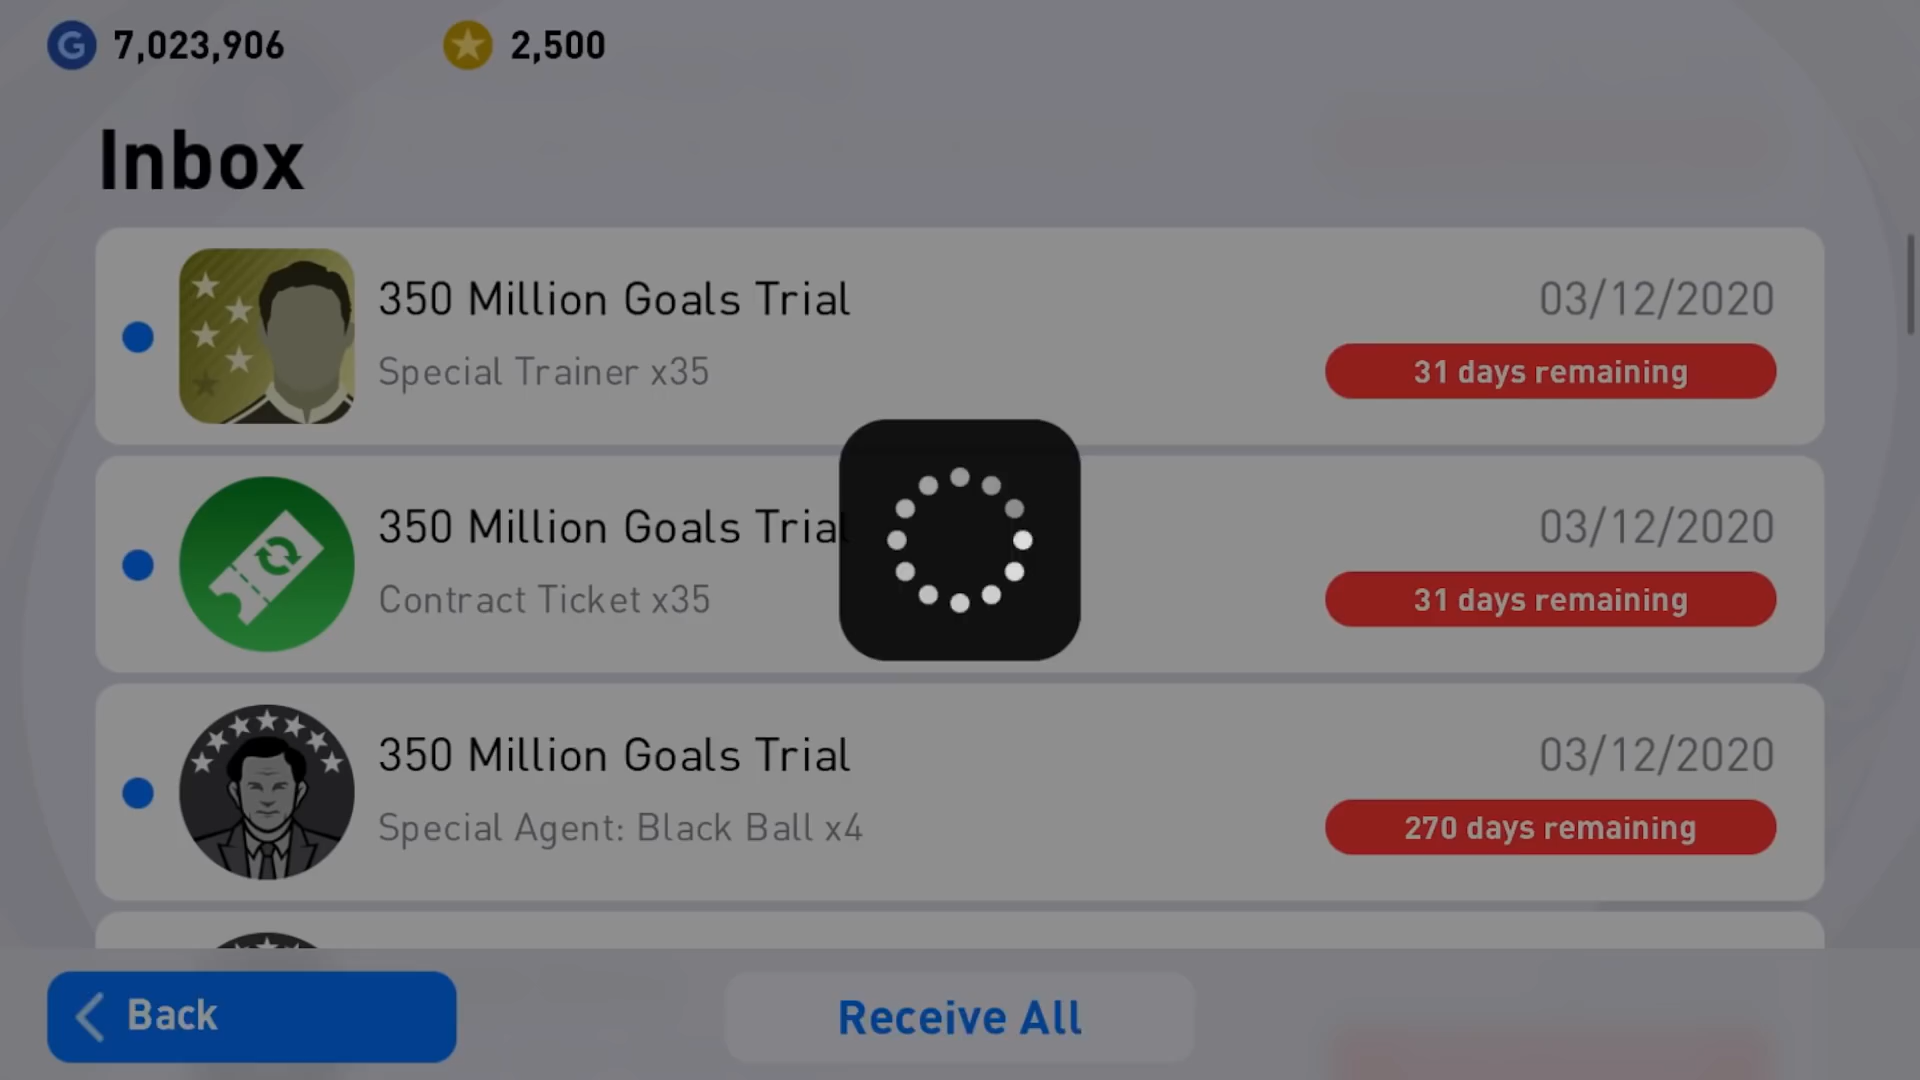 G 7,023,906 2,500
Inbox
350 Million Goals Trial 03/12/2020
Special Trainer x35 31 days remaining
350 Million Goals Trial 03/12/2020
Contract Ticket x35 31 days remaining
350 Million Goals Trial 03/12/2020
Special Agent: Black Ball x4 270 days remaining
Back Receive All